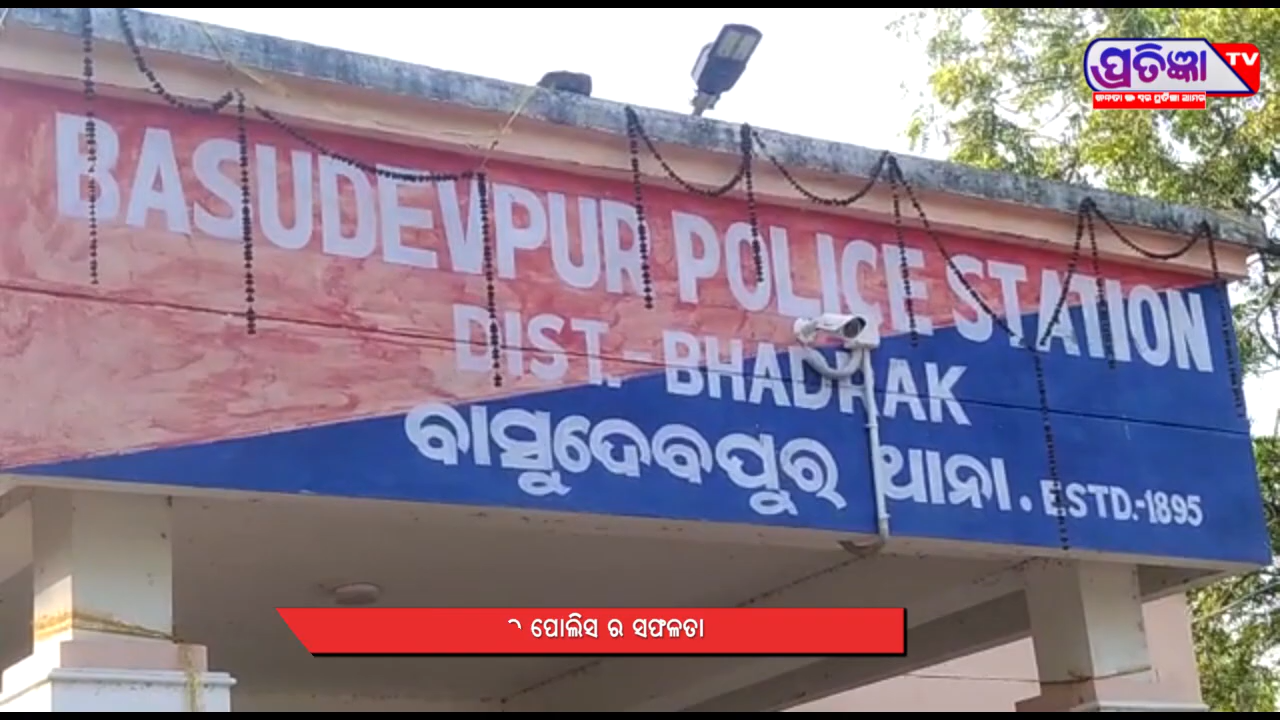 ପ୍ରତିଜ୍ଞା TV
BASUDEVPUR POLICE STATION
DIST.-BHADRAK
ବାସୁଦେବପୁର ଥାନା. ESTD.-1895
ପୋଲିସ ର ସଫଳତା